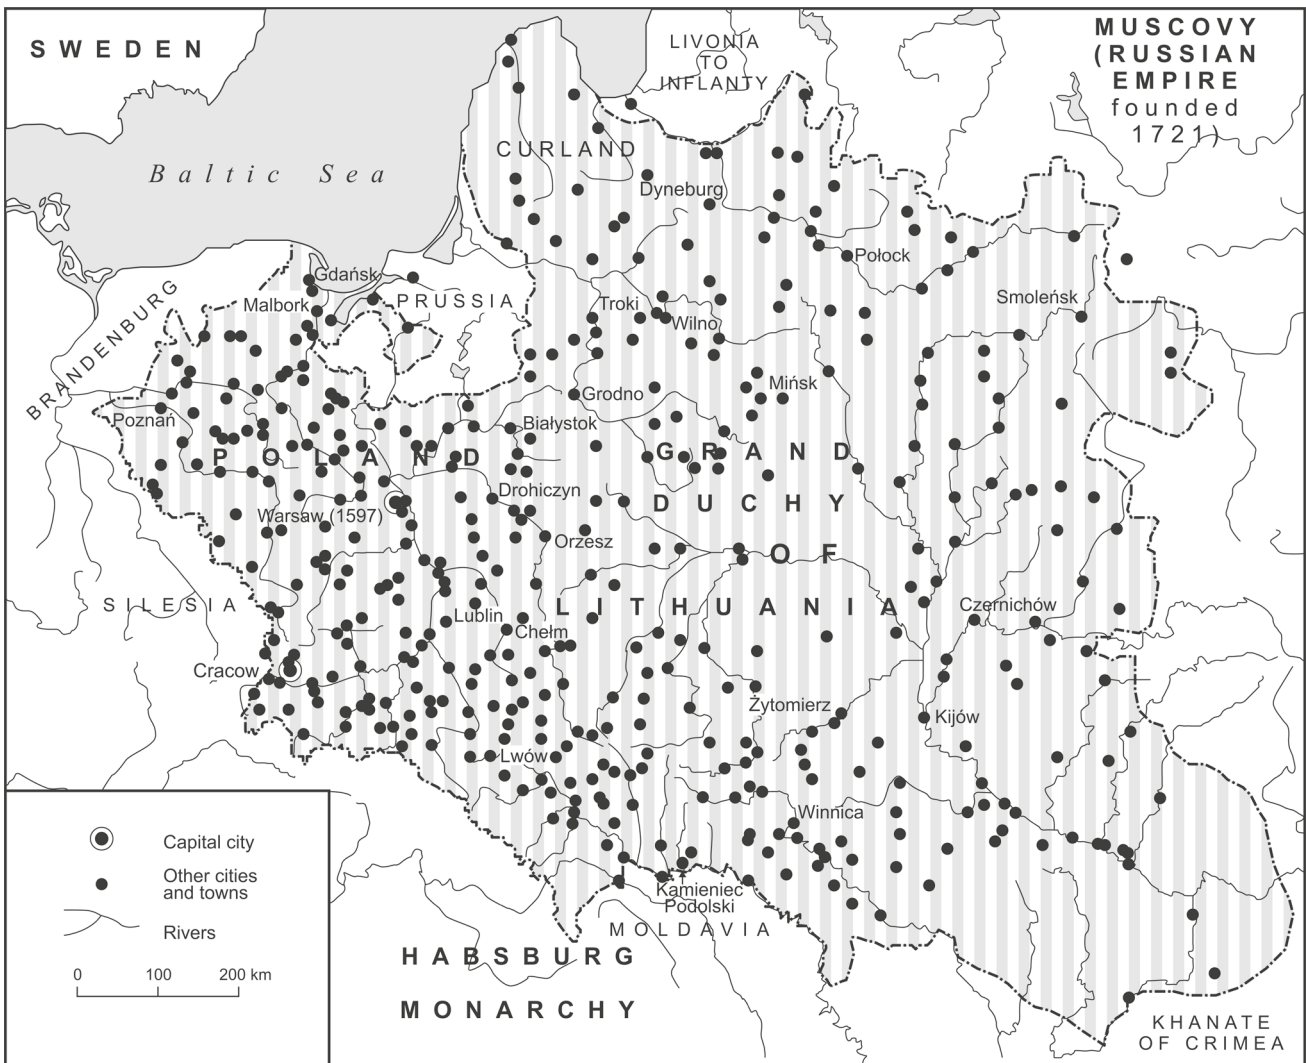 SWEDEN
LIVONIA
TO
INFLANTY
MUSCOVY
(RUSSIAN
EMPIRE
founded
1721)
Baltic Sea
CURLAND
Dyneburg
Połock
Gdańsk
Malbork
PRUSSIA
Troki
Wilno
Smoleńsk
BRANDENBURG
Poznań
Grodno
Mińsk
Białystok
POLAND
GRAND
Drohiczyn
DUCHY
Warsaw (1597)
Orzesz
OF
SILESIA
Lublin
LITHUANIA
Czernichów
Chełm
Cracow
Żytomierz
Kijów
Lwów
Winnica
Kamieniec
Podolski
MOLDAVIA
HABSBURG
MONARCHY
KHANATE
OF CRIMEA
Capital city
Other cities
and towns
Rivers
0 100 200 km